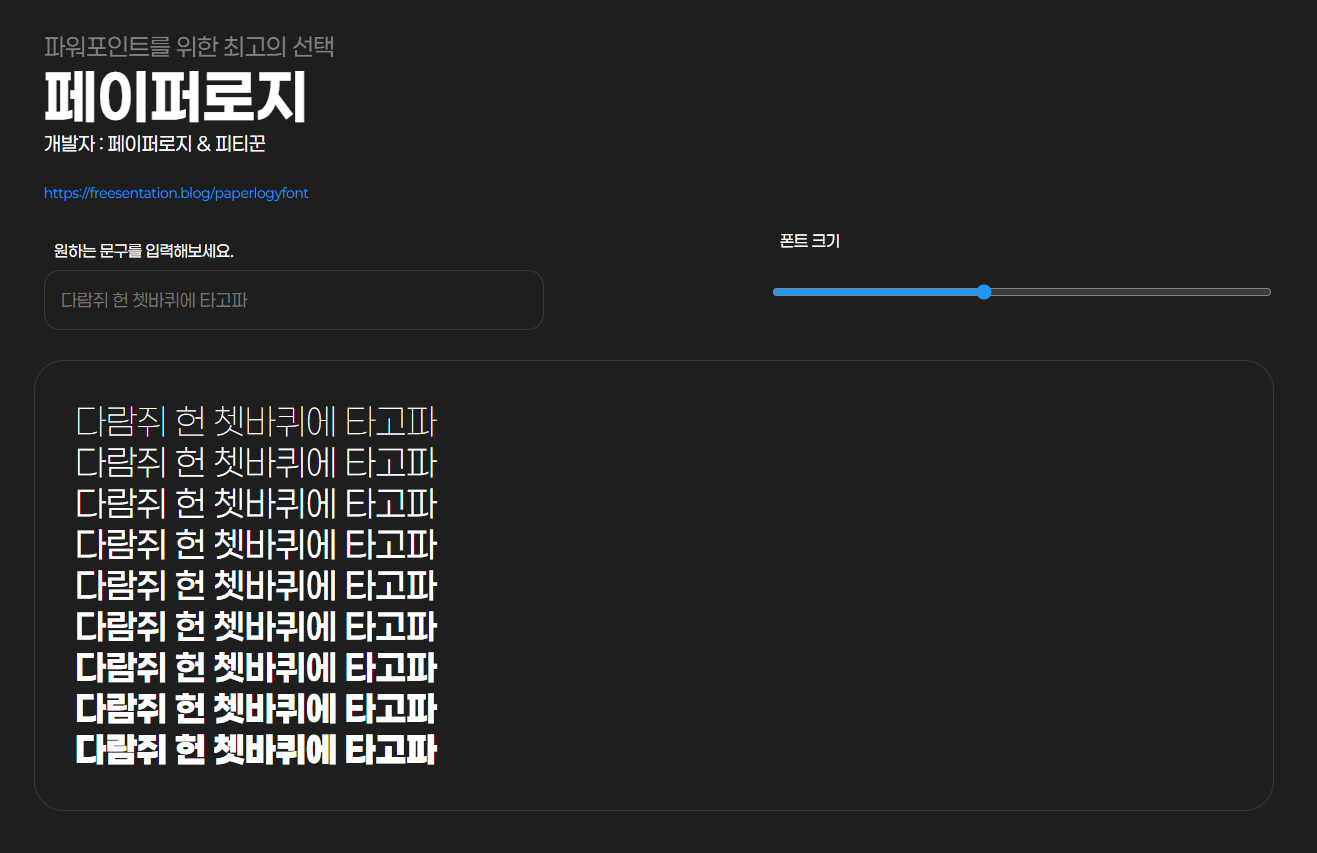 파워포인트를 위한 최고의 선택
페이퍼로지
개발자 : 페이퍼로지 & 피티꾼
https://freesentation.blog/paperlogyfont
원하는 문구를 입력해보세요.
폰트 크기
다람쥐 헌 쳇바퀴에 타고파
다람쥐 헌 쳇바퀴에 타고파
다람쥐 헌 쳇바퀴에 타고파
다람쥐 헌 쳇바퀴에 타고파
다람쥐 헌 쳇바퀴에 타고파
다람쥐 헌 쳇바퀴에 타고파
다람쥐 헌 쳇바퀴에 타고파
다람쥐 헌 쳇바퀴에 타고파
다람쥐 헌 쳇바퀴에 타고파
다람쥐 헌 쳇바퀴에 타고파